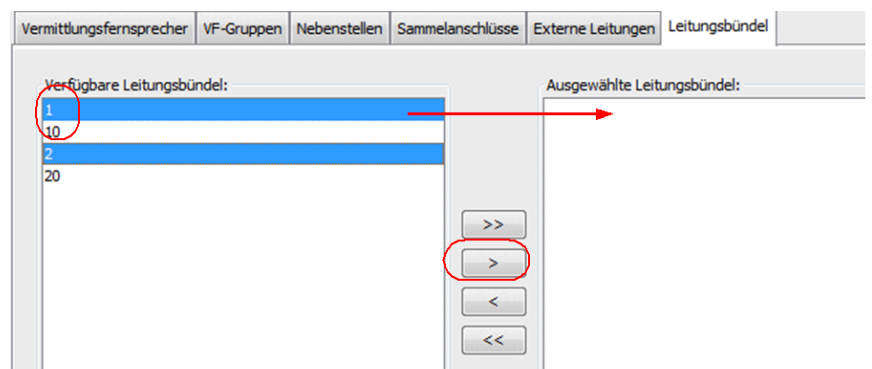 Vermittlungsfernsprecher VF-Gruppen Nebenstellen Sammelanschlüsse Externe Leitungen Leitungsbündel
Verfügbare Leitungsbündel:
Ausgewählte Leitungsbündel:
1
10
2
20
>>
>
<
<<